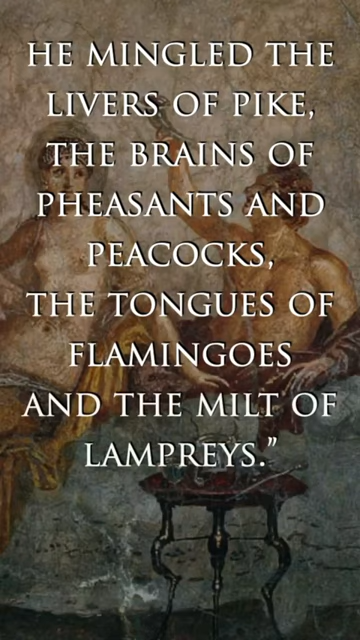 HE MINGLED THE
LIVERS OF PIKE,
THE BRAINS OF
PHEASANTS AND
PEACOCKS,
THE TONGUES OF
FLAMINGOES
AND THE MILT OF
LAMPREYS.”